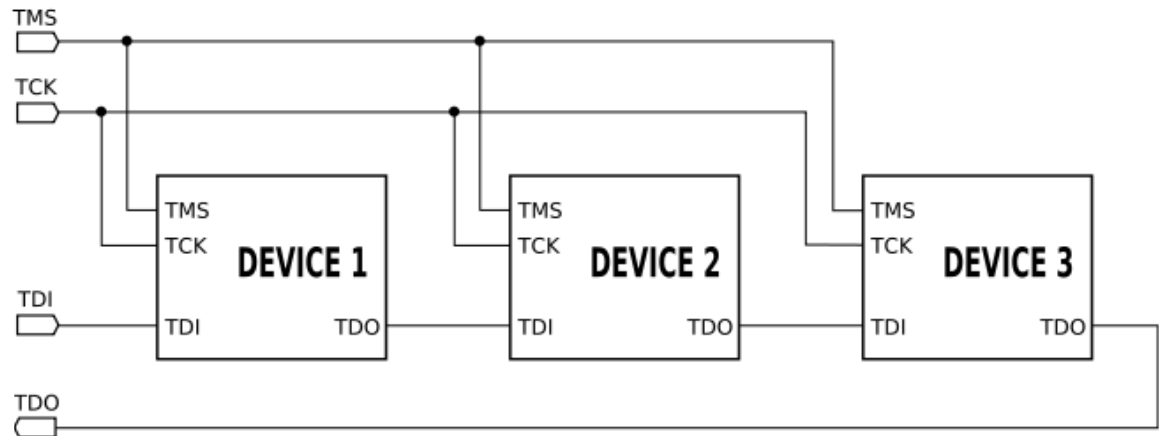 TMS
TCK
TMS
TCK
DEVICE 1
TDI
TDO
TMS
TCK
DEVICE 2
TDI
TDO
TMS
TCK
DEVICE 3
TDI
TDO
TDI
TDO